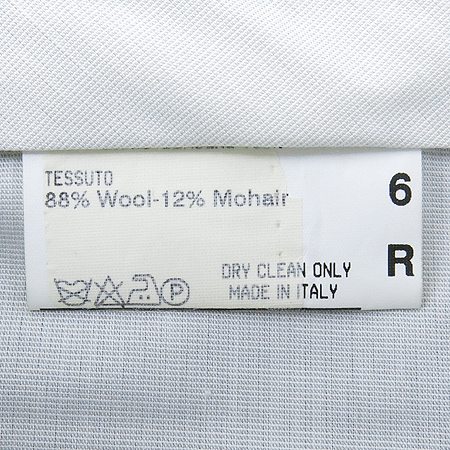 TESSUTO
88% Wool-12% Mohair
6
R
DRY CLEAN ONLY
MADE IN ITALY
P